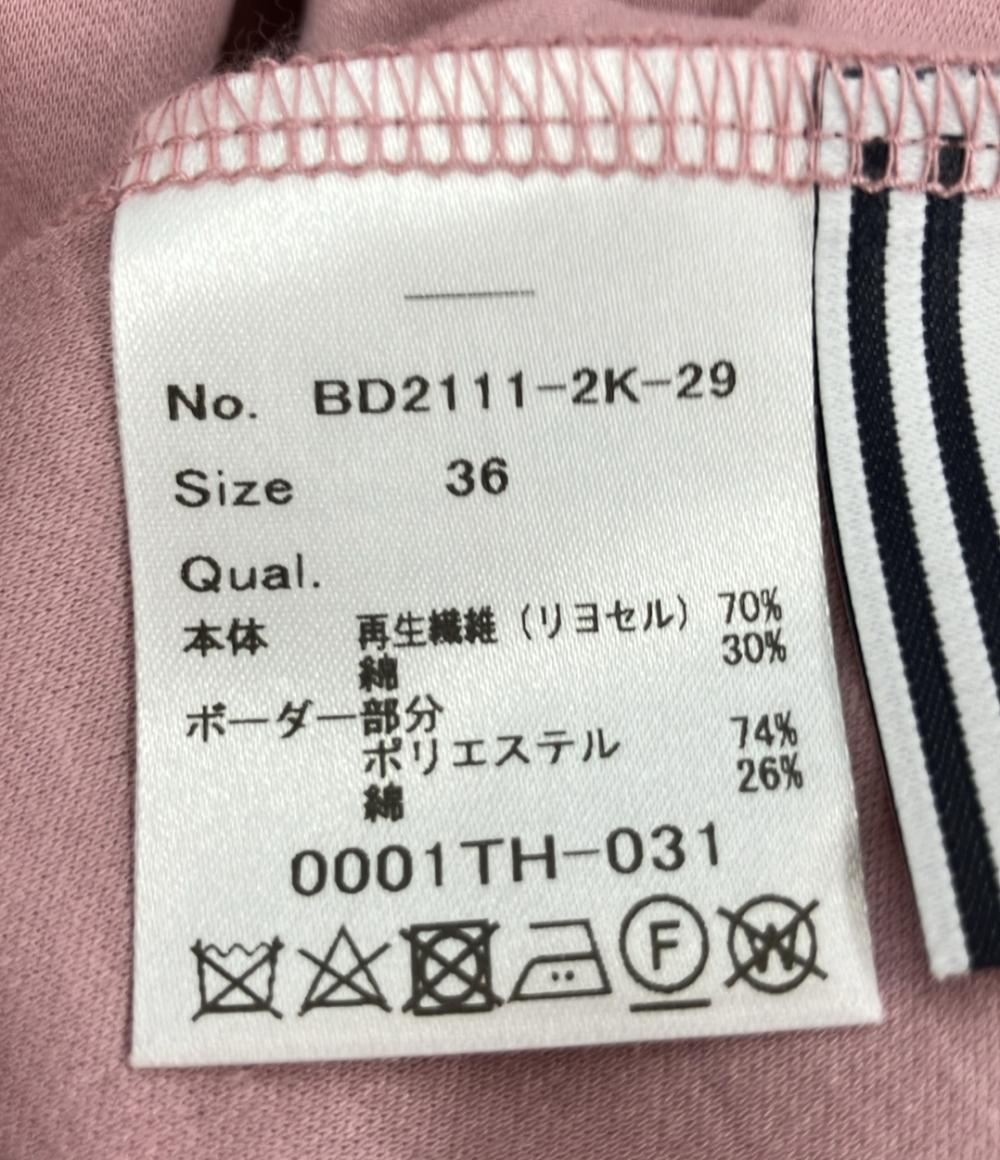 No. BD2111-2K-29
Size 36
Qual.
本体 再生繊維（リヨセル） 70%
綿 30%
ボーダー部分
ポリエステル 74%
綿 26%
0001TH-031
F W